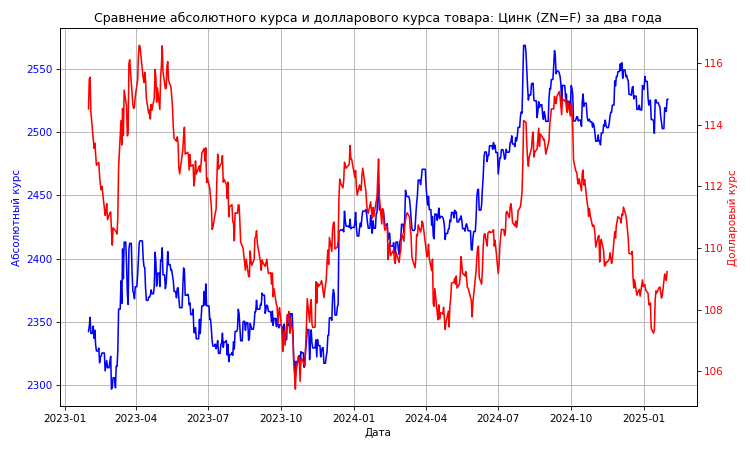 Сравнение абсолютного курса и долларового курса товара: Цинк (ZN=F) за два года
Абсолютный курс
2550
2500
2450
2400
2350
2300
116
114
112
110
108
106
Долларовый курс
2023-01 2023-04 2023-07 2023-10 2024-01 2024-04 2024-07 2024-10 2025-01
Дата